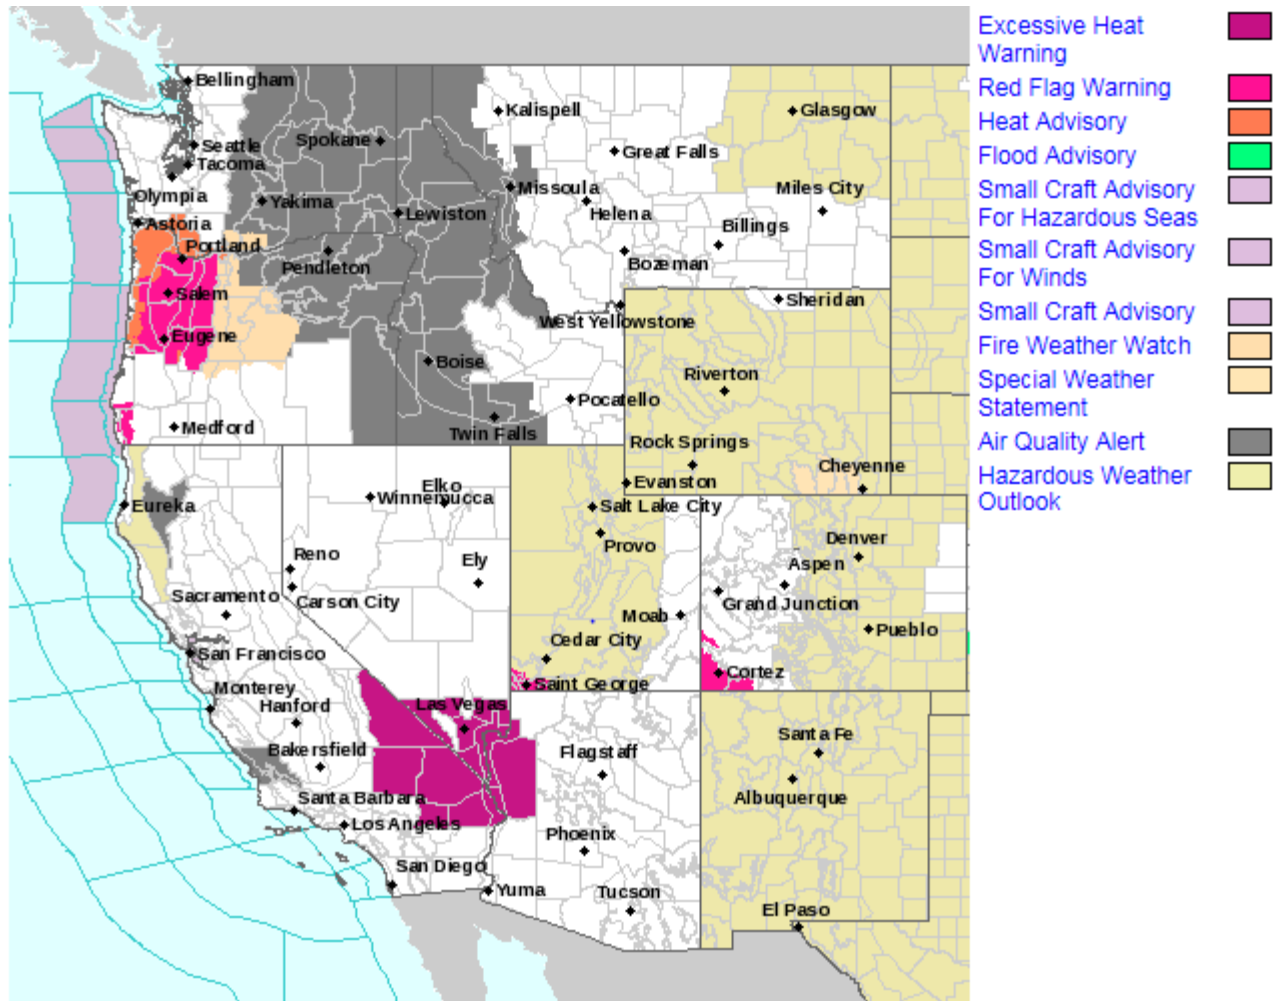 Bellingham
Kalispell
Glasgow
Spokane
Seattle
Great Falls
Tacoma
Missoula
Miles City
Olympia
Yakima
Lewiston
Helena
Astoria
Billings
Portland
Pendleton
Bozeman
Salem
Sheridan
West Yellowstone
Eugene
Boise
Riverton
Pocatello
Medford
Twin Falls
Rock Springs
Cheyenne
Elko
Evanston
Winnemucca
Eureka
Salt Lake City
Denver
Provo
Reno
Ely
Aspen
Sacramento
Carson City
Grand Junction
Moab
Pueblo
Cedar City
San Francisco
Cortez
Saint George
Monterey
Hanford
Las Vegas
Santa Fe
Bakersfield
Flagstaff
Albuquerque
Santa Barbara
Los Angeles
Phoenix
San Diego
Yuma
Tucson
El Paso
Excessive Heat
Warning
Red Flag Warning
Heat Advisory
Flood Advisory
Small Craft Advisory
For Hazardous Seas
Small Craft Advisory
For Winds
Small Craft Advisory
Fire Weather Watch
Special Weather
Statement
Air Quality Alert
Hazardous Weather
Outlook